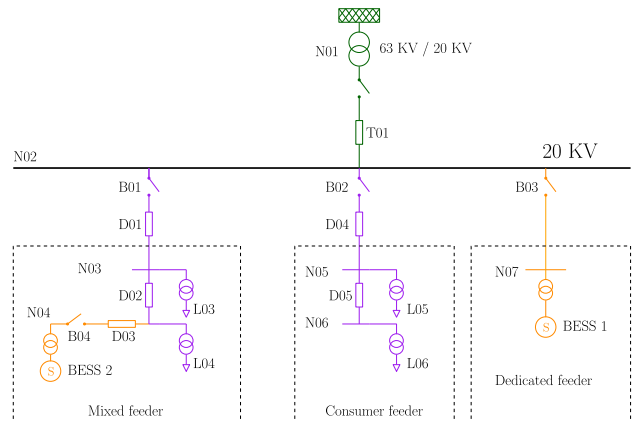 N01 63 KV / 20 KV
T01
N02 20 KV
B01 B02 B03
D01 D04
N03 N05 N07
D02 L03 D05 L05
N04 N06
B04 D03 S BESS 1
S BESS 2 L04 L06
Dedicated feeder
Mixed feeder Consumer feeder